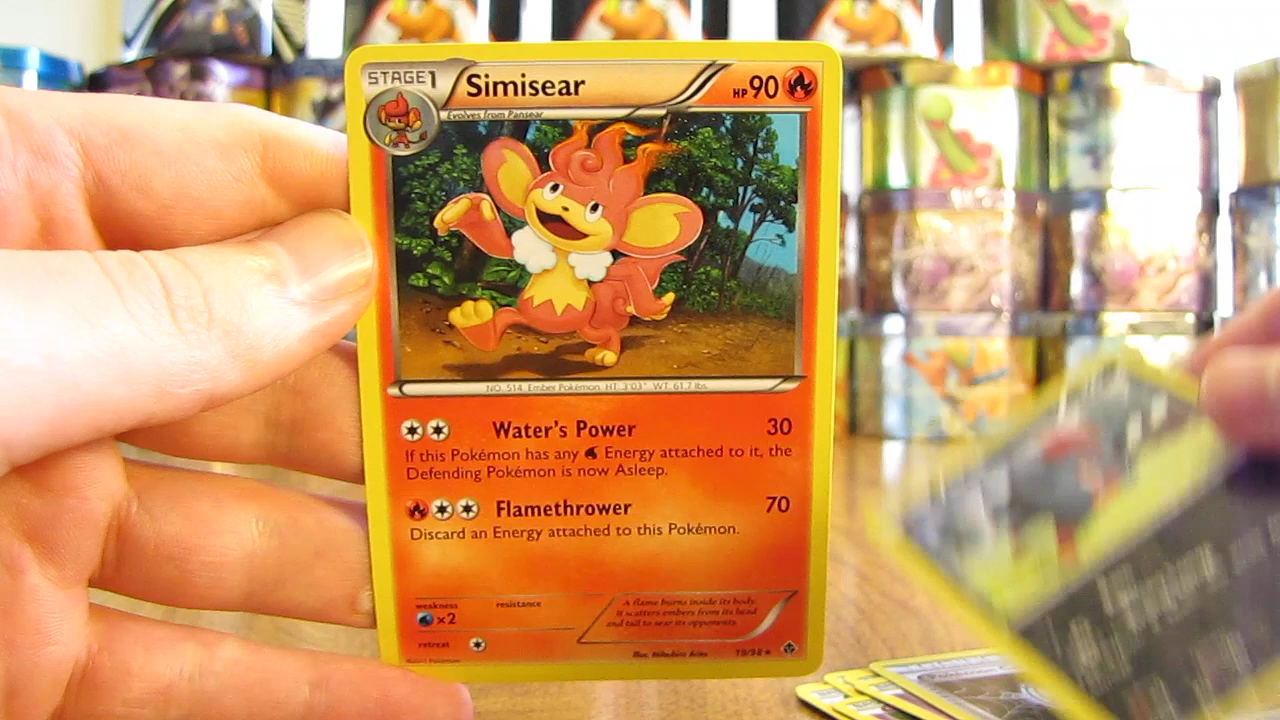 STAGE1 Simisear HP 90
Evolves from Pansear
NO. 514 Ember Pokémon HT: 3'03" WT: 61.7 lbs.
Water's Power 30
If this Pokémon has any Energy attached to it, the
Defending Pokémon is now Asleep.
Flamethrower 70
Discard an Energy attached to this Pokémon.
weakness resistance
×2
retreat
A flame burns inside its body.
It scatters embers from its head
and tail to sear its opponents.
Illus.
19/98 ★